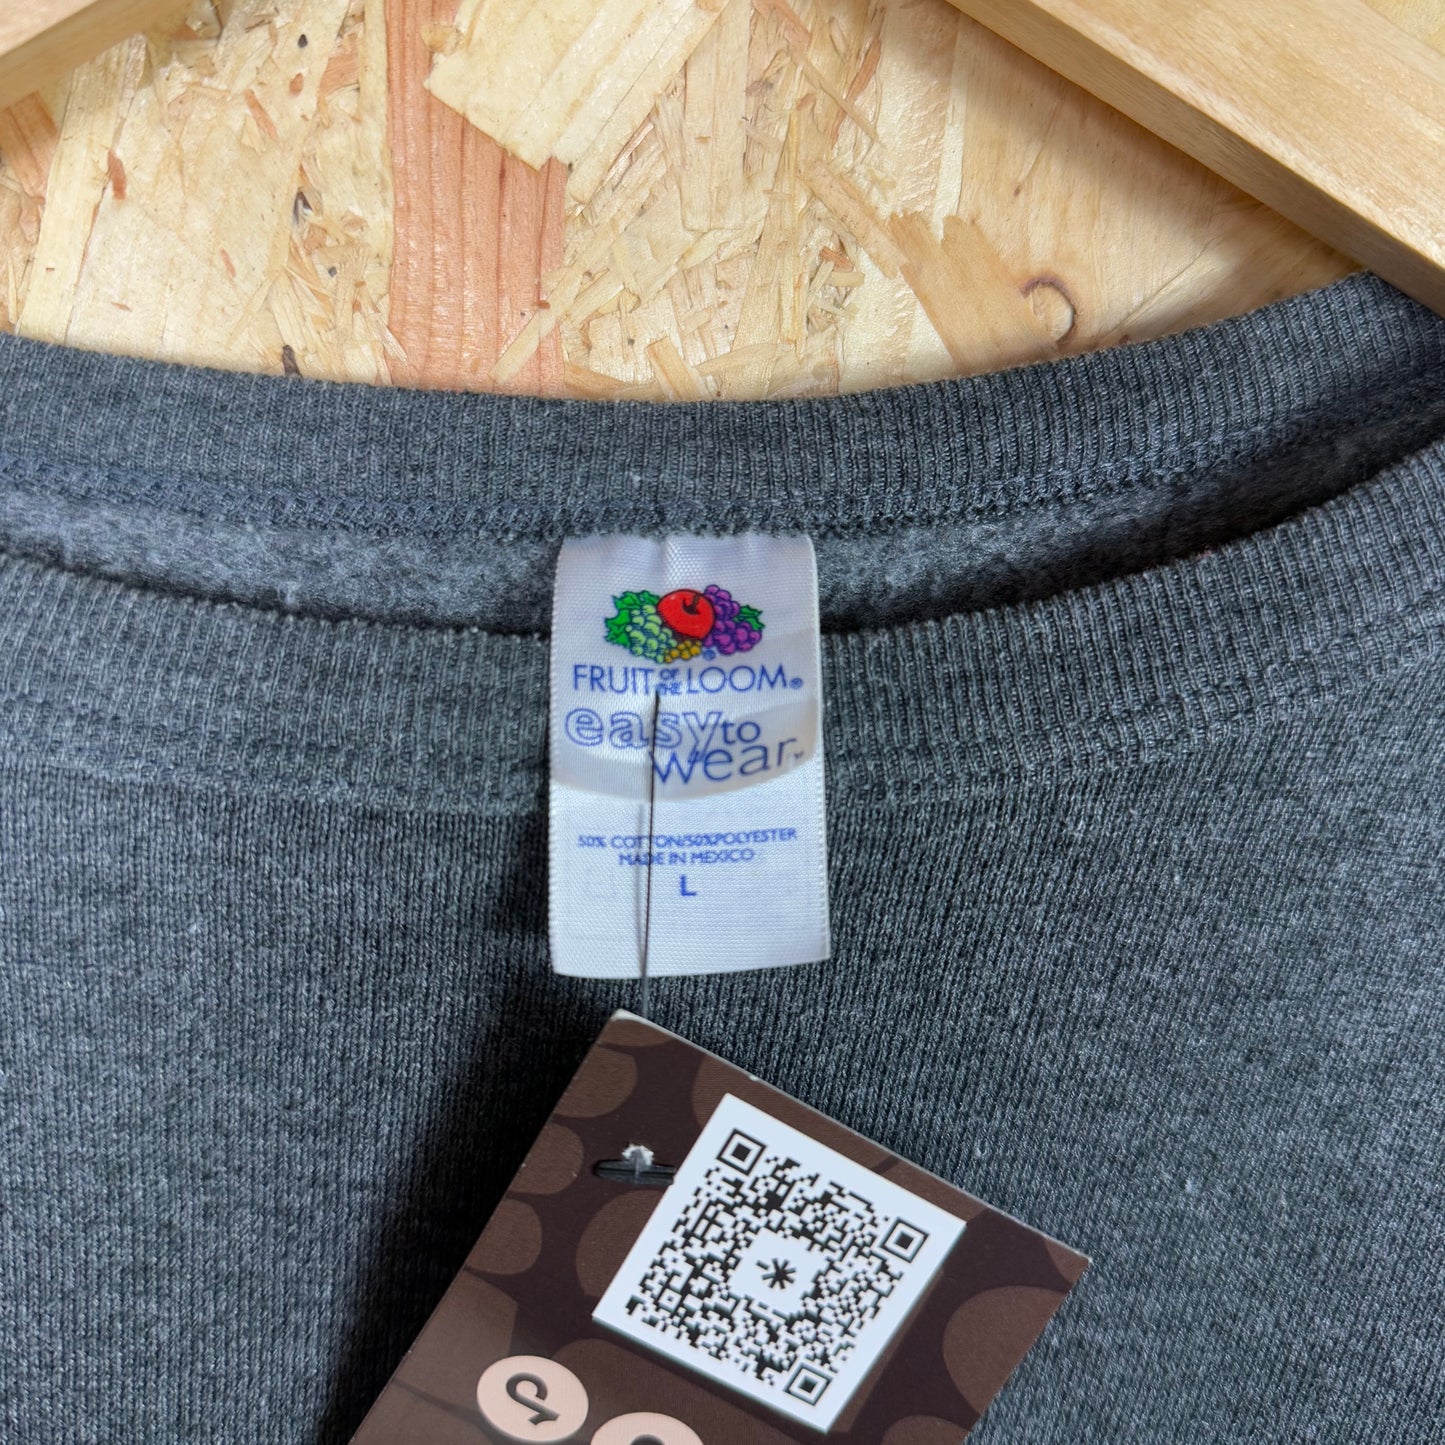 FRUIT OF THE LOOM®
easy to
wear™
50% COTTON/50%POLYESTER
MADE IN MEXICO
L